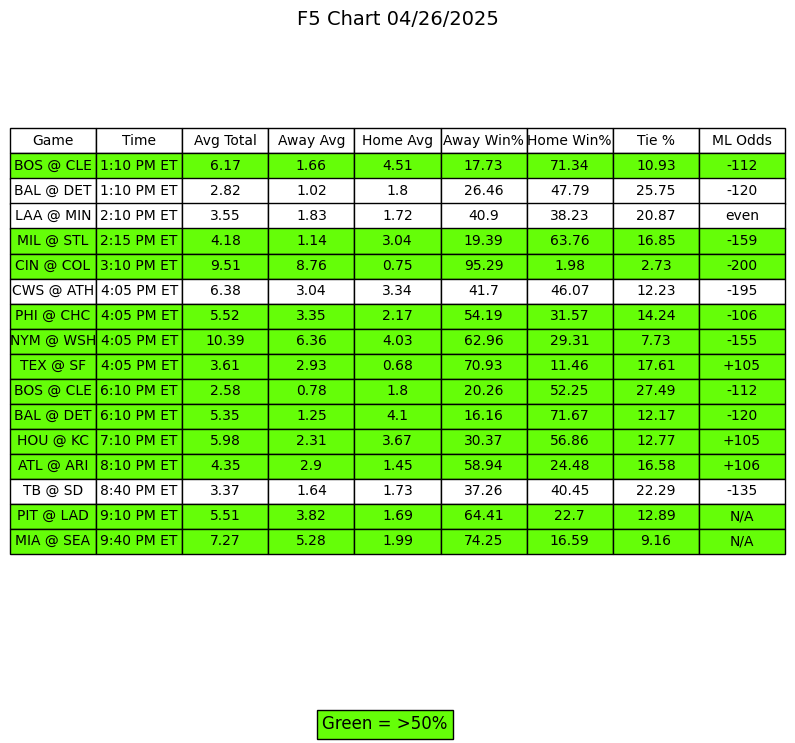 F5 Chart 04/26/2025
Game Time Avg Total Away Avg Home Avg Away Win% Home Win% Tie % ML Odds
BOS @ CLE 1:10 PM ET 6.17 1.66 4.51 17.73 71.34 10.93 -112
BAL @ DET 1:10 PM ET 2.82 1.02 1.8 26.46 47.79 25.75 -120
LAA @ MIN 2:10 PM ET 3.55 1.83 1.72 40.9 38.23 20.87 even
MIL @ STL 2:15 PM ET 4.18 1.14 3.04 19.39 63.76 16.85 -159
CIN @ COL 3:10 PM ET 9.51 8.76 0.75 95.29 1.98 2.73 -200
CWS @ ATH 4:05 PM ET 6.38 3.04 3.34 41.7 46.07 12.23 -195
PHI @ CHC 4:05 PM ET 5.52 3.35 2.17 54.19 31.57 14.24 -106
NYM @ WSH 4:05 PM ET 10.39 6.36 4.03 62.96 29.31 7.73 -155
TEX @ SF 4:05 PM ET 3.61 2.93 0.68 70.93 11.46 17.61 +105
BOS @ CLE 6:10 PM ET 2.58 0.78 1.8 20.26 52.25 27.49 -112
BAL @ DET 6:10 PM ET 5.35 1.25 4.1 16.16 71.67 12.17 -120
HOU @ KC 7:10 PM ET 5.98 2.31 3.67 30.37 56.86 12.77 +105
ATL @ ARI 8:10 PM ET 4.35 2.9 1.45 58.94 24.48 16.58 +106
TB @ SD 8:40 PM ET 3.37 1.64 1.73 37.26 40.45 22.29 -135
PIT @ LAD 9:10 PM ET 5.51 3.82 1.69 64.41 22.7 12.89 N/A
MIA @ SEA 9:40 PM ET 7.27 5.28 1.99 74.25 16.59 9.16 N/A
Green = >50%